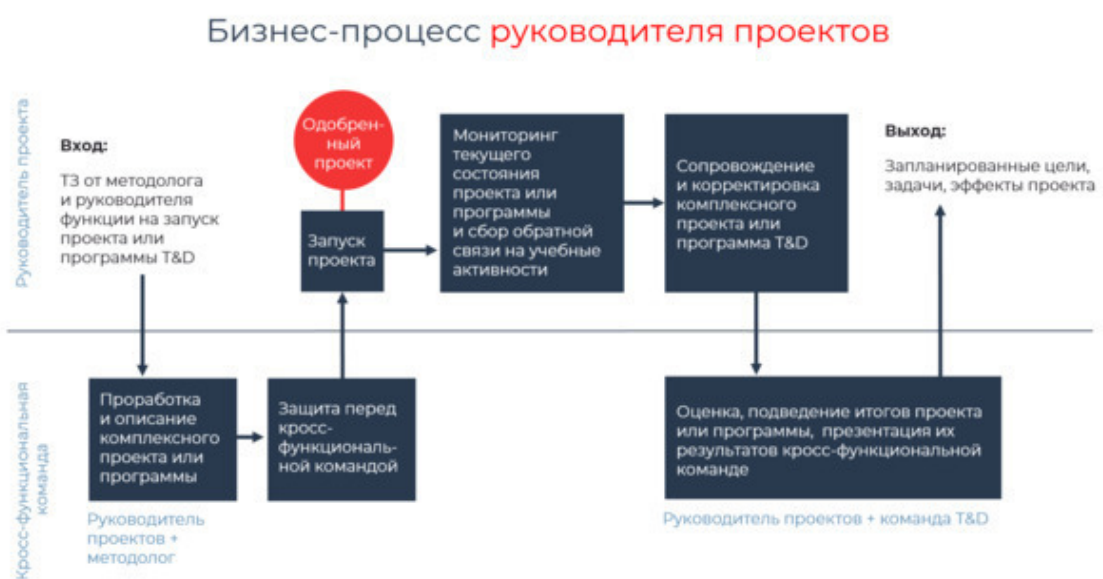 Бизнес-процесс руководителя проектов
Руководитель проекта
Вход:
ТЗ от методолога
и руководителя
функции на запуск
проекта или
программы T&D
Одобрен-
ный
проект
Запуск
проекта
Мониторинг
текущего
состояния
проекта или
программы
и сбор обратной
связи на учебные
активности
Сопровождение
и корректировка
комплексного
проекта или
программа T&D
Выход:
Запланированные цели,
задачи, эффекты проекта
Кросс-функциональная
команда
Проработка
и описание
комплексного
проекта или
программы
Руководитель
проектов +
методолог
Защита перед
кросс-
функциональ-
ной командой
Оценка, подведение итогов проекта
или программы, презентация их
результатов кросс-функциональной
команде
Руководитель проектов + команда T&D